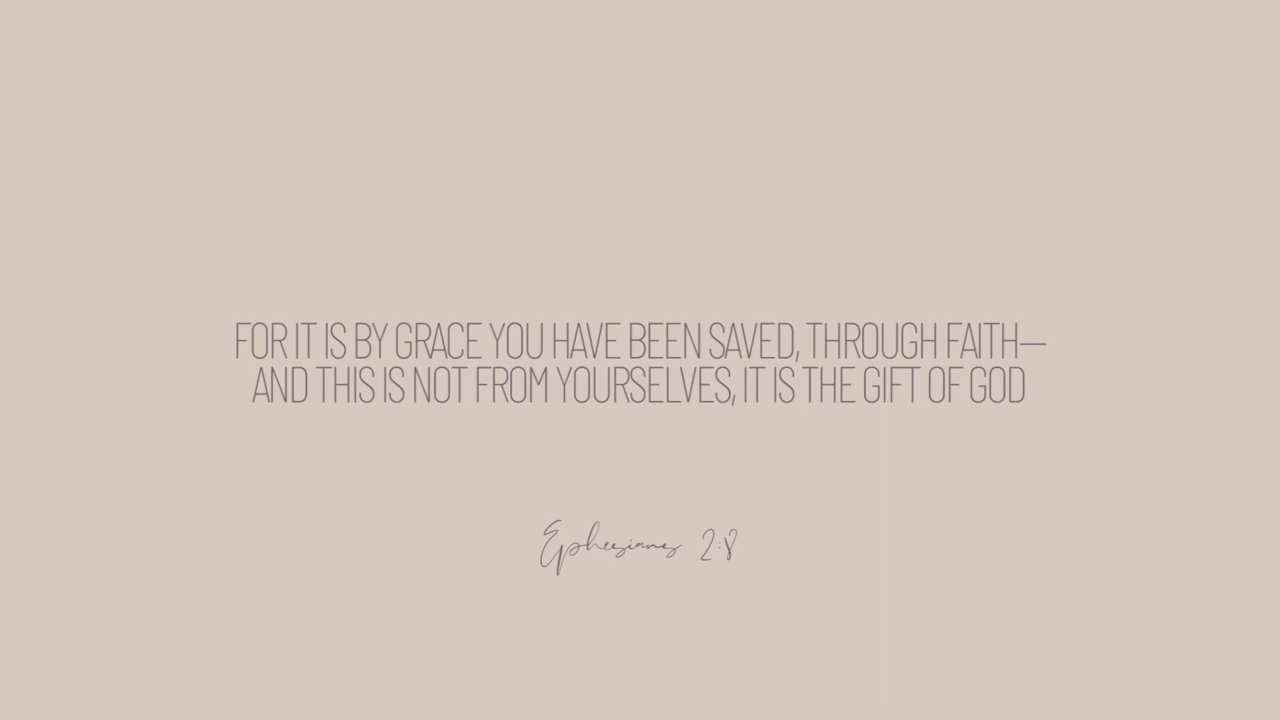 FOR IT IS BY GRACE YOU HAVE BEEN SAVED, THROUGH FAITH—
AND THIS IS NOT FROM YOURSELVES, IT IS THE GIFT OF GOD
Ephesians 2:8